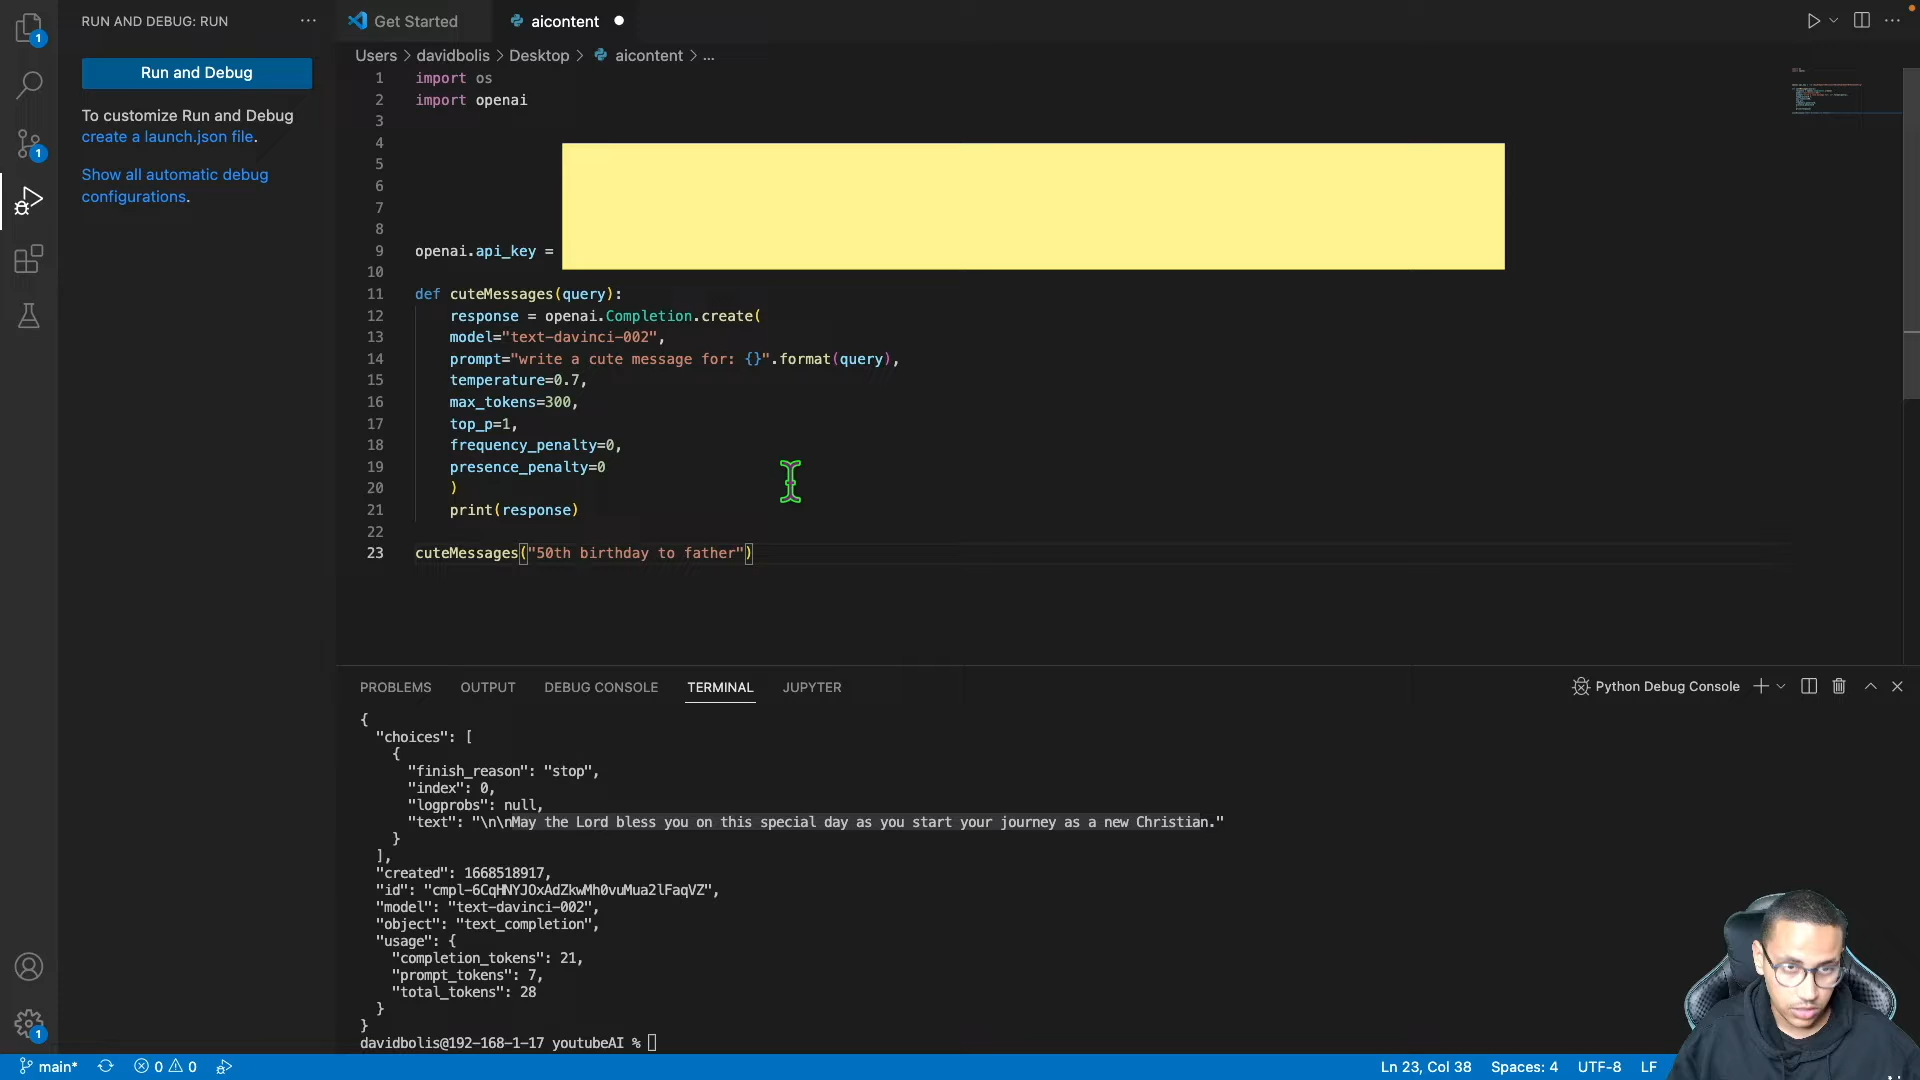 RUN AND DEBUG: RUN
Get Started
aicontent
Run and Debug
To customize Run and Debug
create a launch.json file.
Show all automatic debug
configurations.
Users > davidbolis > Desktop > aicontent > ...
1 import os
2 import openai
3
4
5
6
7
8
9 openai.api_key =
10
11 def cuteMessages(query):
12 response = openai.Completion.create(
13 model="text-davinci-002",
14 prompt="write a cute message for: {}".format(query),
15 temperature=0.7,
16 max_tokens=300,
17 top_p=1,
18 frequency_penalty=0,
19 presence_penalty=0
20 )
21 print(response)
22
23 cuteMessages("50th birthday to father")
PROBLEMS OUTPUT DEBUG CONSOLE TERMINAL JUPYTER
Python Debug Console
{
"choices": [
{
"finish_reason": "stop",
"index": 0,
"logprobs": null,
"text": "\n\nMay the Lord bless you on this special day as you start your journey as a new Christian."
}
],
"created": 1668518917,
"id": "cmpl-6CqHNYJOxAdZkwMh0vuMua2lFaqVZ",
"model": "text-davinci-002",
"object": "text_completion",
"usage": {
"completion_tokens": 21,
"prompt_tokens": 7,
"total_tokens": 28
}
}
davidbolis@192-168-1-17 youtubeAI %
1
1
1
main* 0 0 Ln 23, Col 38 Spaces: 4 UTF-8 LF